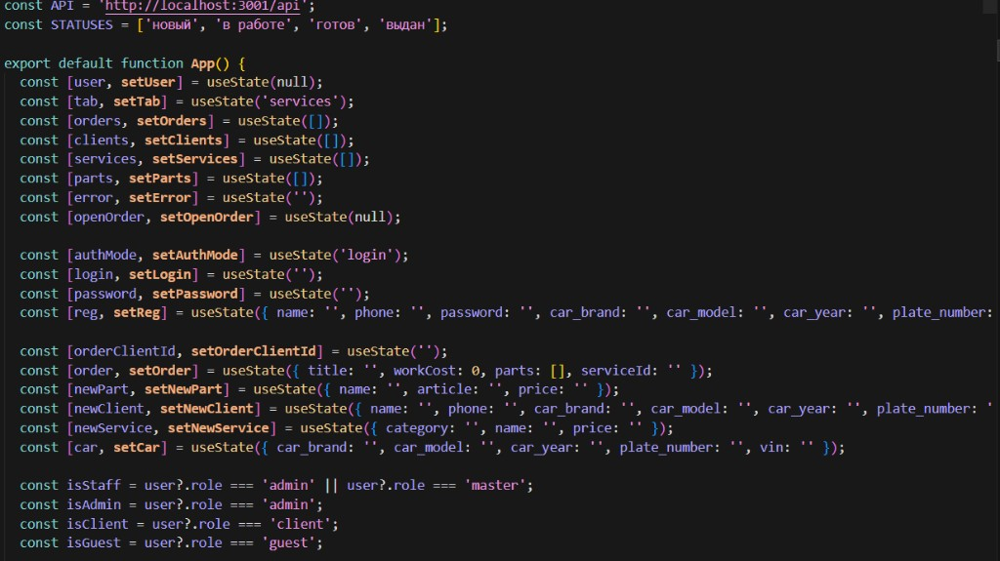 const API = 'http://localhost:3001/api';
const STATUSES = ['новый', 'в работе', 'готов', 'выдан'];
export default function App() {
const [user, setUser] = useState(null);
const [tab, setTab] = useState('services');
const [orders, setOrders] = useState([]);
const [clients, setClients] = useState([]);
const [services, setServices] = useState([]);
const [parts, setParts] = useState([]);
const [error, setError] = useState('');
const [openOrder, setOpenOrder] = useState(null);
const [authMode, setAuthMode] = useState('login');
const [login, setLogin] = useState('');
const [password, setPassword] = useState('');
const [reg, setReg] = useState({ name: '', phone: '', password: '', car_brand: '', car_model: '', car_year: '', plate_number:
const [orderClientId, setOrderClientId] = useState('');
const [order, setOrder] = useState({ title: '', workCost: 0, parts: [], serviceId: '' });
const [newPart, setNewPart] = useState({ name: '', article: '', price: '' });
const [newClient, setNewClient] = useState({ name: '', phone: '', car_brand: '', car_model: '', car_year: '', plate_number: '
const [newService, setNewService] = useState({ category: '', name: '', price: '' });
const [car, setCar] = useState({ car_brand: '', car_model: '', car_year: '', plate_number: '', vin: '' });
const isStaff = user?.role === 'admin' || user?.role === 'master';
const isAdmin = user?.role === 'admin';
const isClient = user?.role === 'client';
const isGuest = user?.role === 'guest';